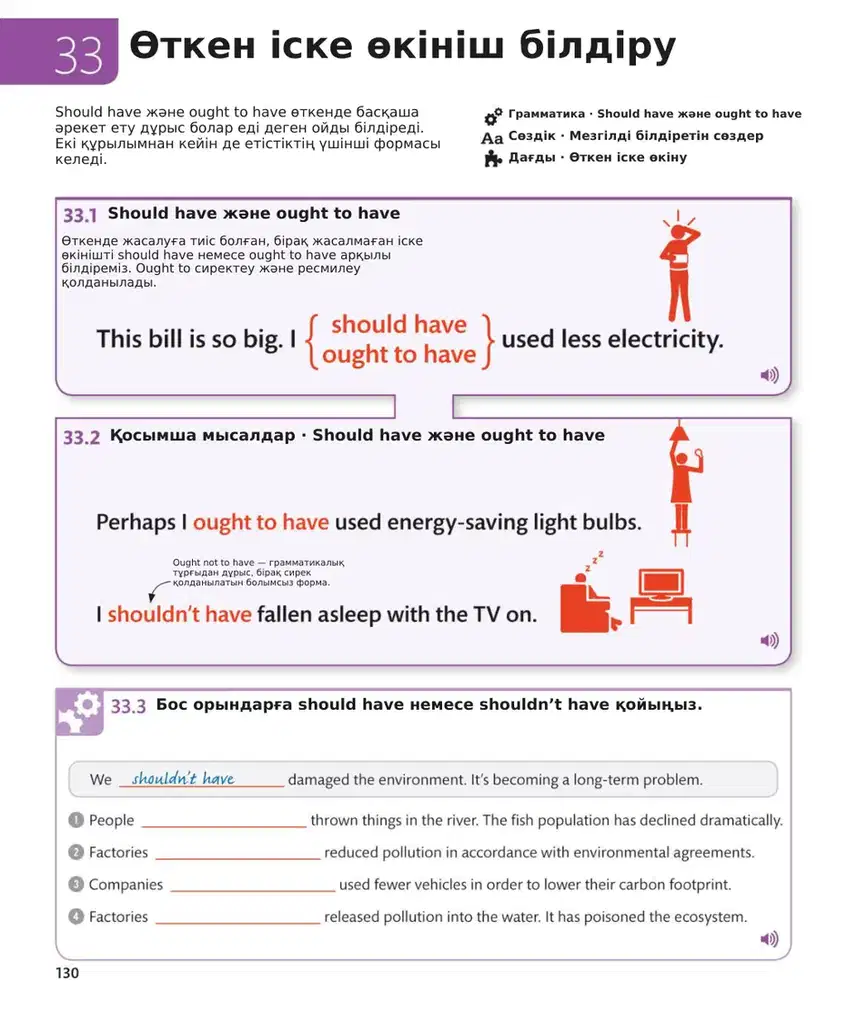 33 Өткен іске өкініш білдіру
Should have және ought to have өткенде басқаша
әрекет ету дұрыс болар еді деген ойды білдіреді.
Екі құрылымнан кейін де етістіктің үшінші формасы
келеді.
Грамматика · Should have және ought to have
Aa Сөздік · Мезгілді білдіретін сөздер
Дағды · Өткен іске өкіну
33.1 Should have және ought to have
Өткенде жасалуға тиіс болған, бірақ жасалмаған іске
өкінішті should have немесе ought to have арқылы
білдіреміз. Ought to сиректеу және ресмилеу
қолданылады.
This bill is so big. I { should have
ought to have } used less electricity.
33.2 Қосымша мысалдар · Should have және ought to have
Perhaps I ought to have used energy-saving light bulbs.
Ought not to have — грамматикалық
тұрғыдан дұрыс, бірақ сирек
қолданылатын болымсыз форма.
z z z
I shouldn't have fallen asleep with the TV on.
33.3 Бос орындарға should have немесе shouldn’t have қойыңыз.
We shouldn't have damaged the environment. It's becoming a long-term problem.
1 People ____ thrown things in the river. The fish population has declined dramatically.
2 Factories ____ reduced pollution in accordance with environmental agreements.
3 Companies ____ used fewer vehicles in order to lower their carbon footprint.
4 Factories ____ released pollution into the water. It has poisoned the ecosystem.
130